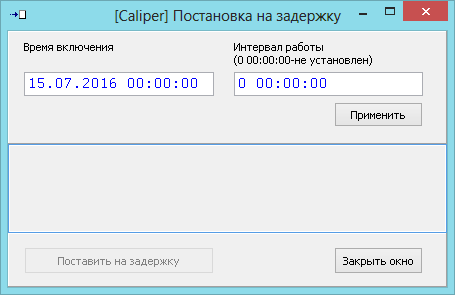 [Caliper] Постановка на задержку
Время включения
Интервал работы
(0 00:00:00-не установлен)
15.07.2016 00:00:00
0 00:00:00
Применить
Поставить на задержку
Закрыть окно